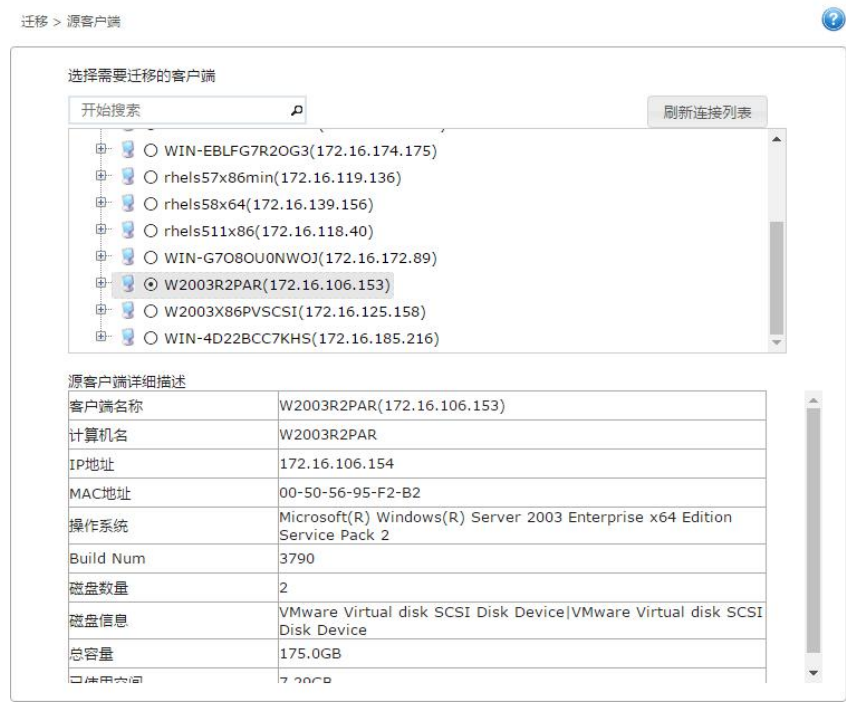 迁移 > 源客户端
选择需要迁移的客户端
开始搜索
刷新连接列表
WIN-EBLFG7R2OG3(172.16.174.175)
rhels57x86min(172.16.119.136)
rhels58x64(172.16.139.156)
rhels511x86(172.16.118.40)
WIN-G7O8OU0NWOJ(172.16.172.89)
W2003R2PAR(172.16.106.153)
W2003X86PVSCSI(172.16.125.158)
WIN-4D22BCC7KHS(172.16.185.216)
源客户端详细描述
客户端名称 W2003R2PAR(172.16.106.153)
计算机名 W2003R2PAR
IP地址 172.16.106.154
MAC地址 00-50-56-95-F2-B2
操作系统 Microsoft(R) Windows(R) Server 2003 Enterprise x64 Edition
Service Pack 2
Build Num 3790
磁盘数量 2
磁盘信息 VMware Virtual disk SCSI Disk Device|VMware Virtual disk SCSI
Disk Device
总容量 175.0GB
已使用空间 7.29GB